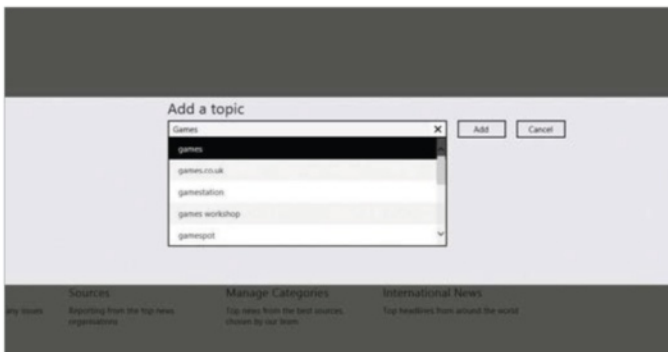 Add a topic
Games
Add
Cancel
games
games.co.uk
gamestation
games workshop
gamespot
Sources
Manage Categories
International News
any issues
Reporting from the top news
organisations
Top news from the best sources,
chosen by our team
Top headlines from around the world